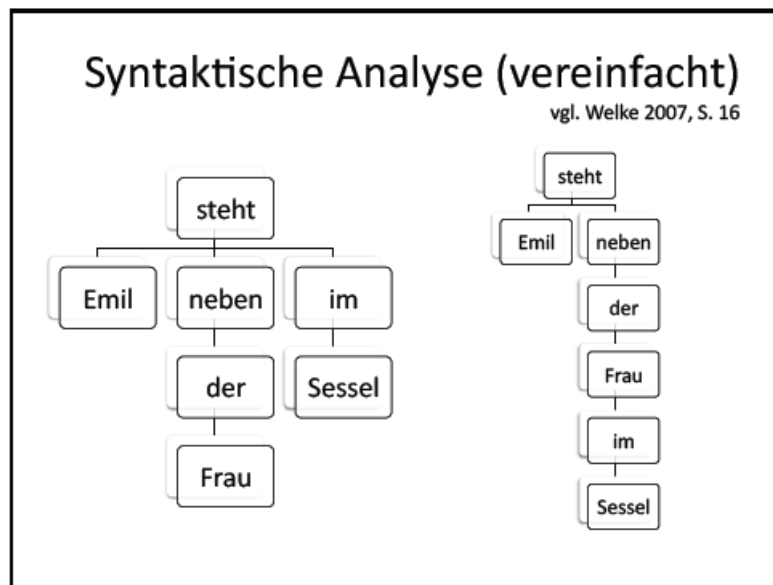 Syntaktische Analyse (vereinfacht)
vgl. Welke 2007, S. 16
steht
Emil neben im
der Sessel
Frau
steht
Emil neben
der
Frau
im
Sessel